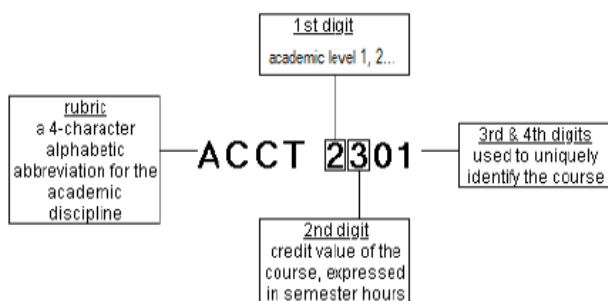 1st digit
academic level 1, 2...
rubric
a 4-character
alphabetic
abbreviation for the
academic
discipline
ACCT 2301
3rd & 4th digits
used to uniquely
identify the course
2nd digit
credit value of the
course, expressed
in semester hours